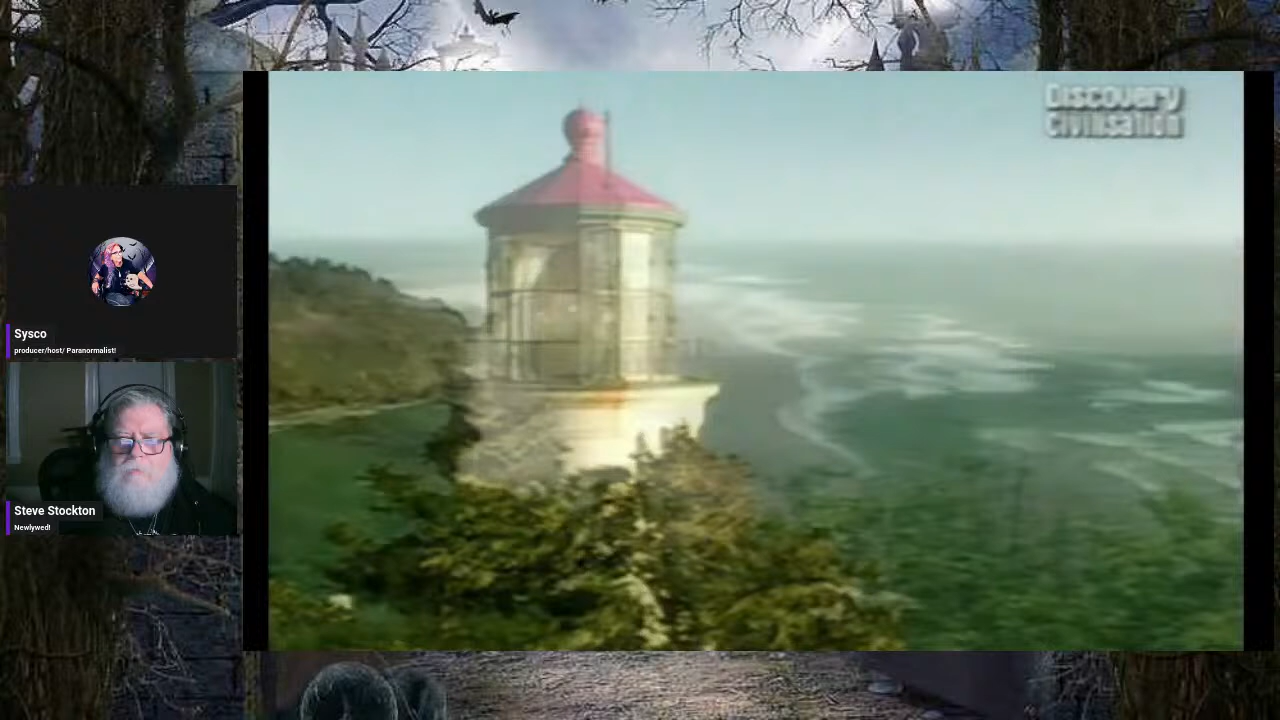 Discovery
Civilisation
Sysco
producer/host/ Paranormalist!
Steve Stockton
Newlywed!